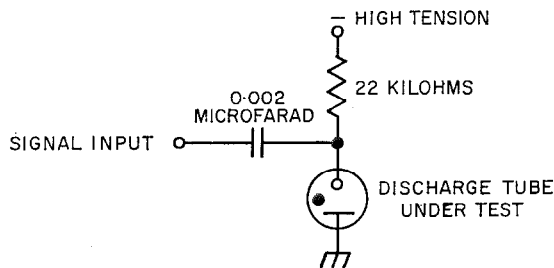 – HIGH TENSION
22 KILOHMS
0·002
MICROFARAD
SIGNAL INPUT
DISCHARGE TUBE
UNDER TEST